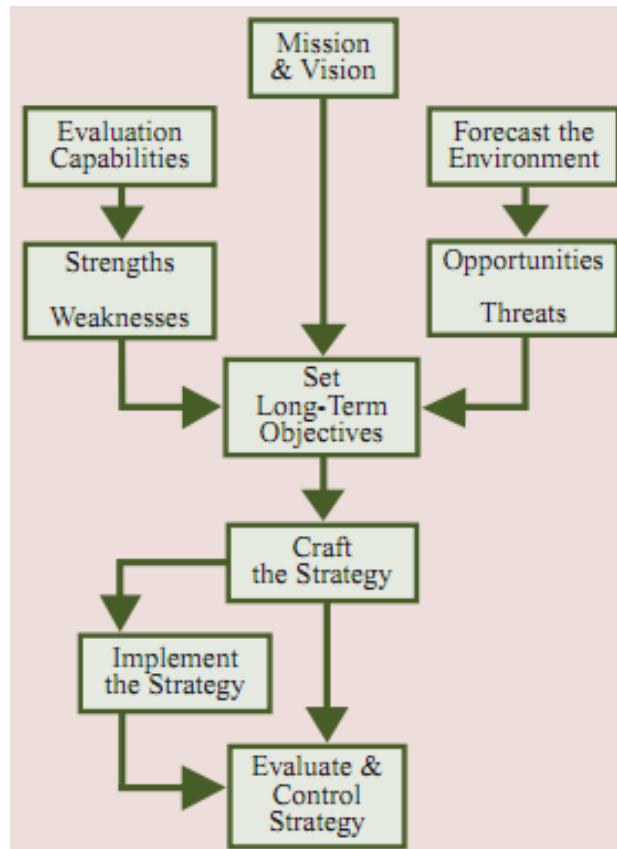 Mission
& Vision
Evaluation
Capabilities
Forecast the
Environment
Strengths
Weaknesses
Opportunities
Threats
Set
Long-Term
Objectives
Craft
the Strategy
Implement
the Strategy
Evaluate &
Control
Strategy